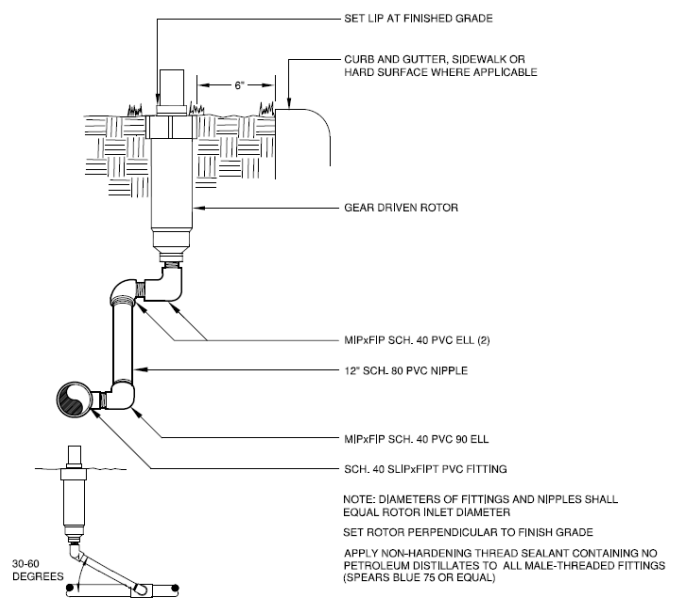 SET LIP AT FINISHED GRADE
CURB AND GUTTER, SIDEWALK OR
HARD SURFACE WHERE APPLICABLE
6"
GEAR DRIVEN ROTOR
MIPxFIP SCH. 40 PVC ELL (2)
12" SCH. 80 PVC NIPPLE
MIPxFIP SCH. 40 PVC 90 ELL
SCH. 40 SLIPxFIPT PVC FITTING
NOTE: DIAMETERS OF FITTINGS AND NIPPLES SHALL
EQUAL ROTOR INLET DIAMETER
SET ROTOR PERPENDICULAR TO FINISH GRADE
APPLY NON-HARDENING THREAD SEALANT CONTAINING NO
PETROLEUM DISTILLATES TO ALL MALE-THREADED FITTINGS
(SPEARS BLUE 75 OR EQUAL)
30-60
DEGREES